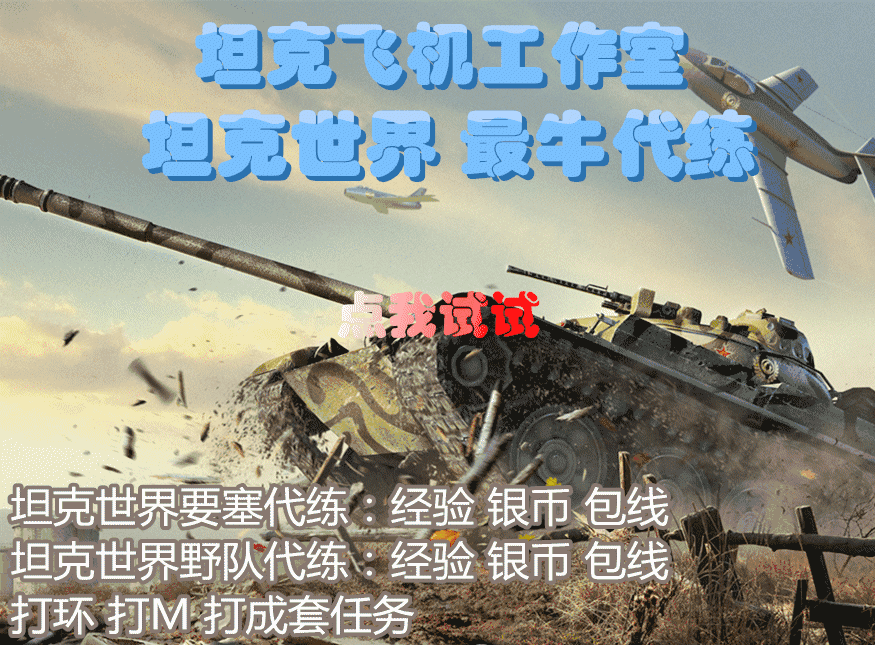 坦克飞机工作室
坦克世界 最牛代练
点我试试
坦克世界要塞代练：经验 银币 包线
坦克世界野队代练：经验 银币 包线
打环 打M 打成套任务